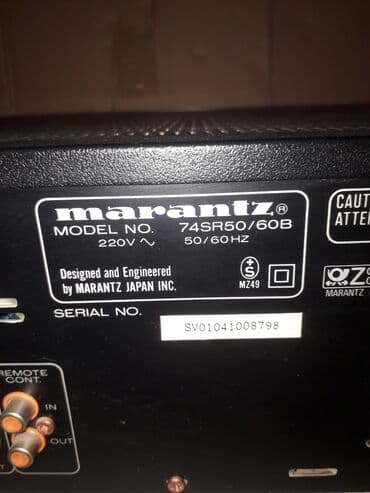 marantz®
MODEL NO. 74SR50/60B
220V ~ 50/60HZ
Designed and Engineered
by MARANTZ JAPAN INC.
S
MZ49
CAUT
ATTE
MARANTZ
SERIAL NO.
SV01041008798
REMOTE
CONT.
IN
OUT